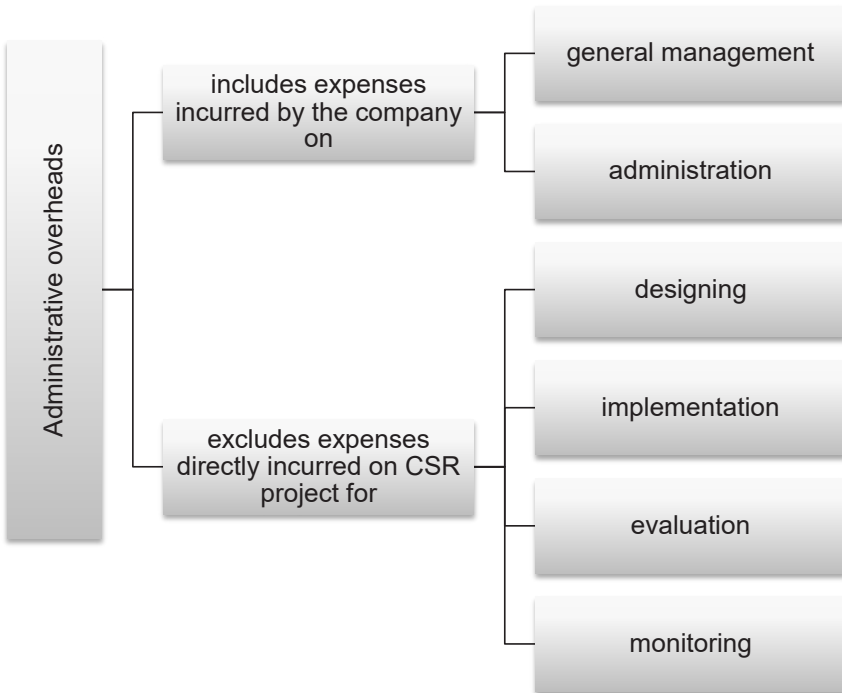 Administrative overheads
includes expenses
incurred by the company
on
general management
administration
excludes expenses
directly incurred on CSR
project for
designing
implementation
evaluation
monitoring